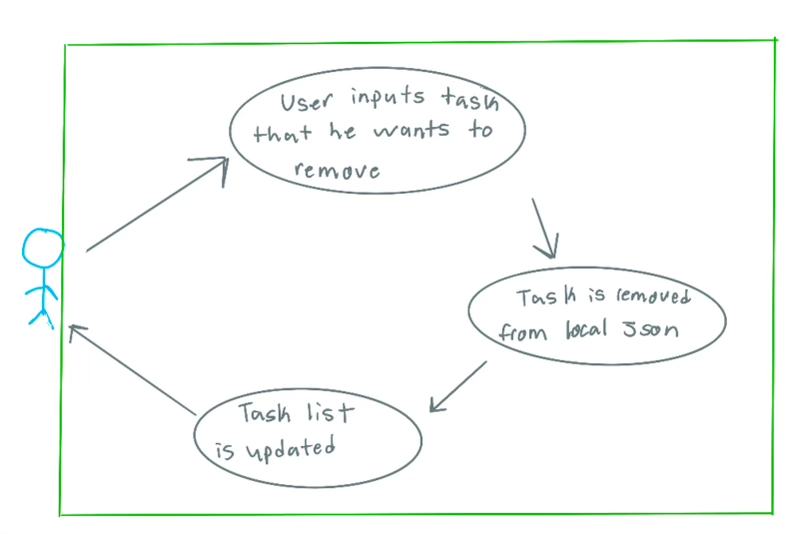 User inputs task
that he wants to
remove
Task is removed
from local Json
Task list
is updated